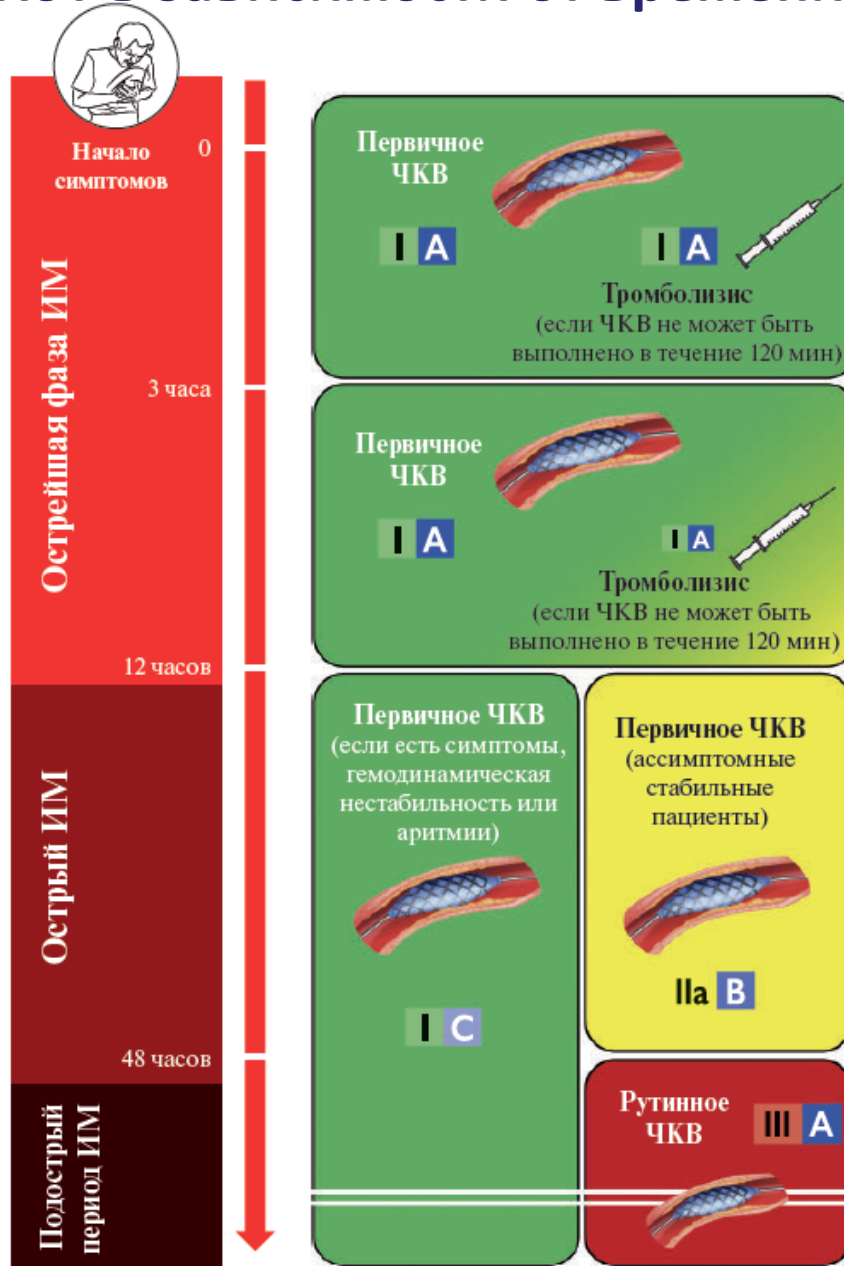 в зависимости от времени
Начало
симптомов
0
Острейшая фаза ИМ
3 часа
12 часов
Острый ИМ
48 часов
Подострый
период ИМ
Первичное
ЧКВ
I A
I A
Тромболизис
(если ЧКВ не может быть
выполнено в течение 120 мин)
Первичное
ЧКВ
I A
I A
Тромболизис
(если ЧКВ не может быть
выполнено в течение 120 мин)
Первичное ЧКВ
(если есть симптомы,
гемодинамическая
нестабильность или
аритмии)
I C
Первичное ЧКВ
(ассимптомные
стабильные
пациенты)
IIa B
Рутинное
ЧКВ
III A